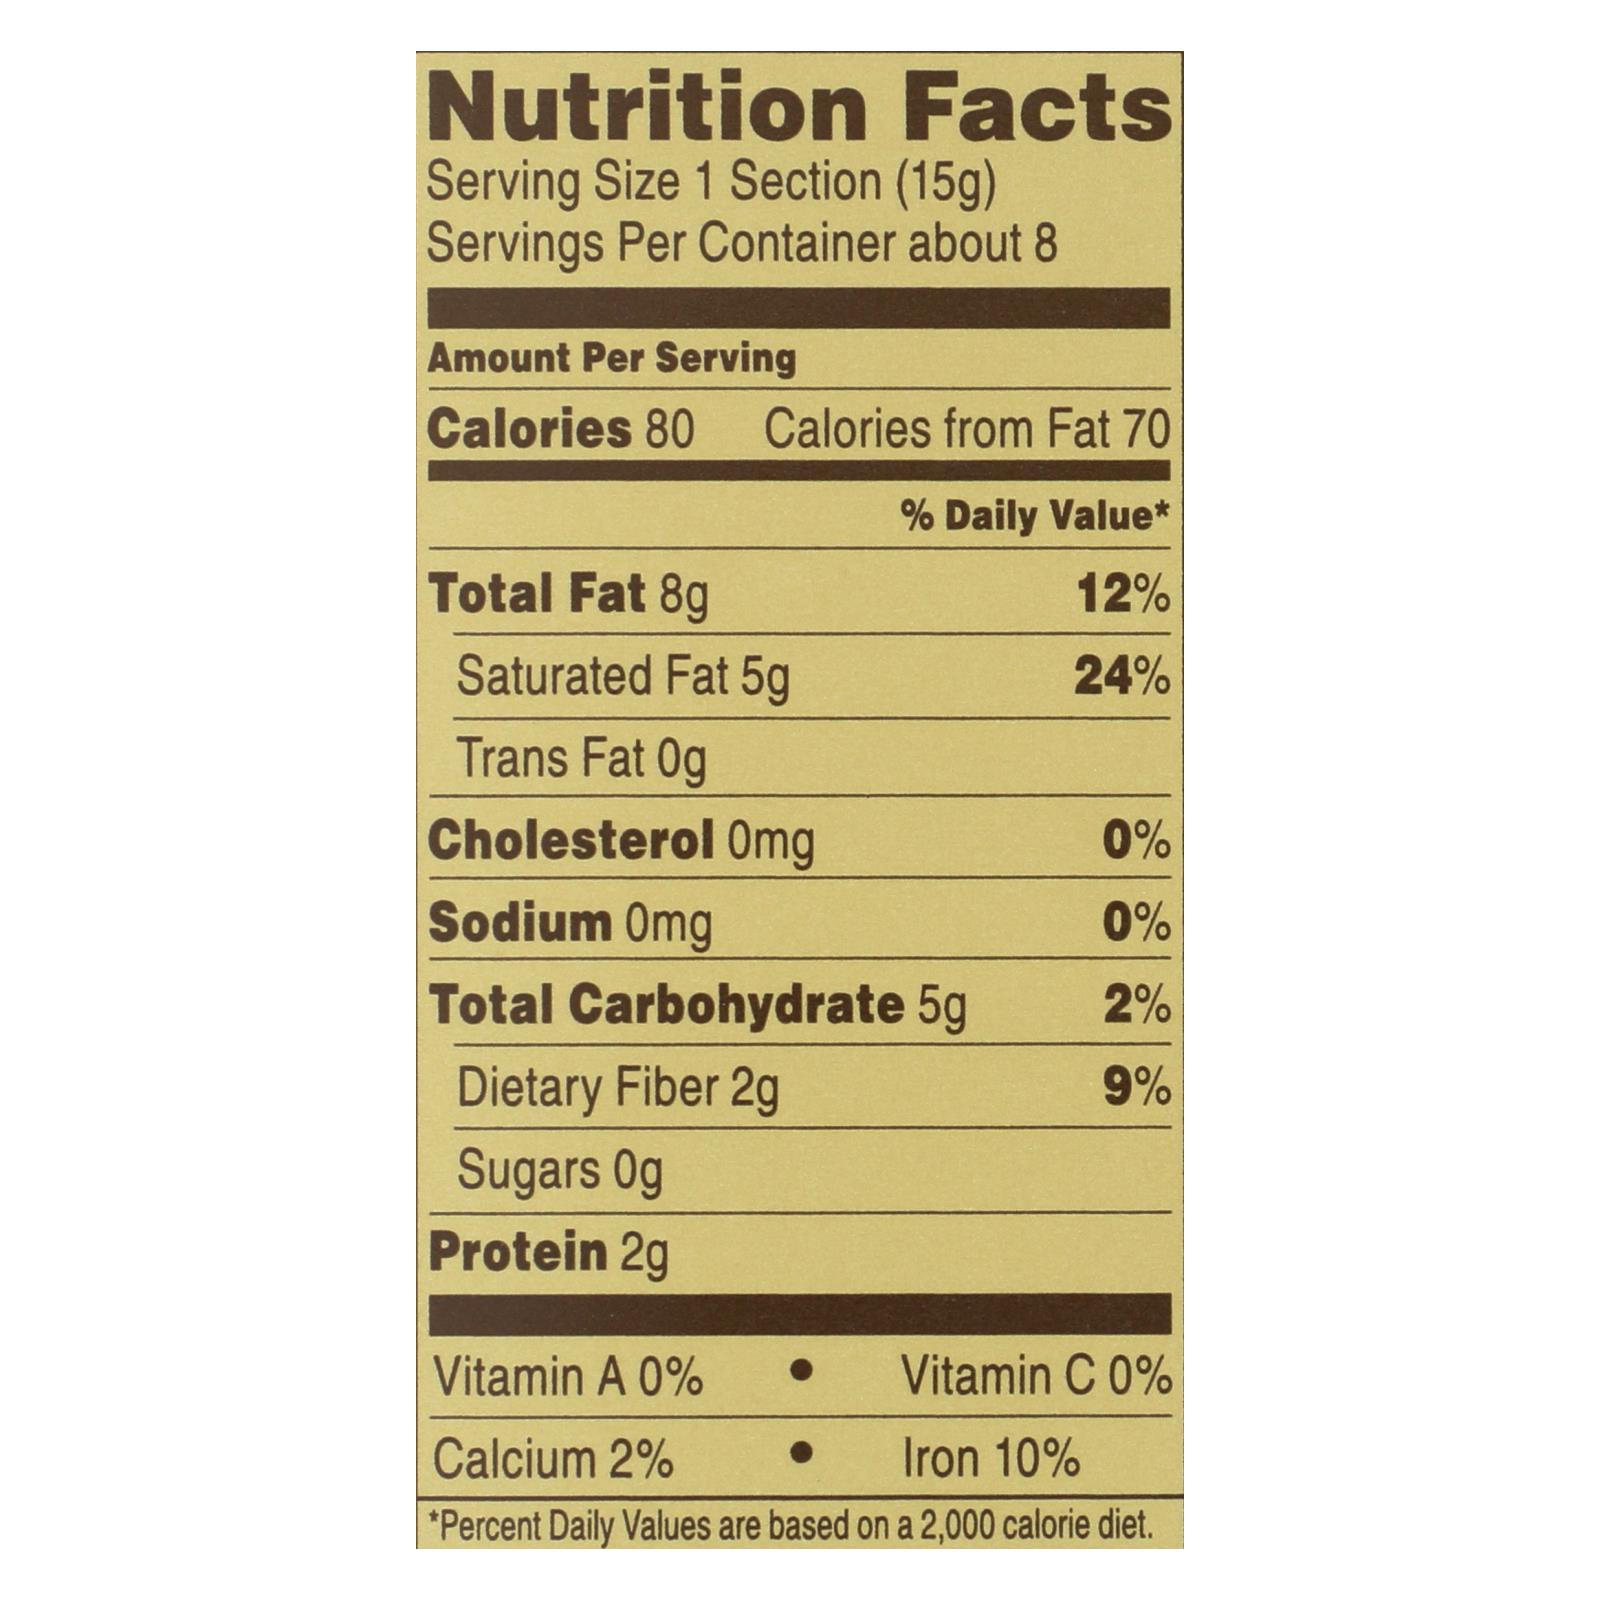 Nutrition Facts
Serving Size 1 Section (15g)
Servings Per Container about 8
Amount Per Serving
Calories 80 Calories from Fat 70
% Daily Value*
Total Fat 8g 12%
Saturated Fat 5g 24%
Trans Fat 0g
Cholesterol 0mg 0%
Sodium 0mg 0%
Total Carbohydrate 5g 2%
Dietary Fiber 2g 9%
Sugars 0g
Protein 2g
Vitamin A 0% • Vitamin C 0%
Calcium 2% • Iron 10%
*Percent Daily Values are based on a 2,000 calorie diet.